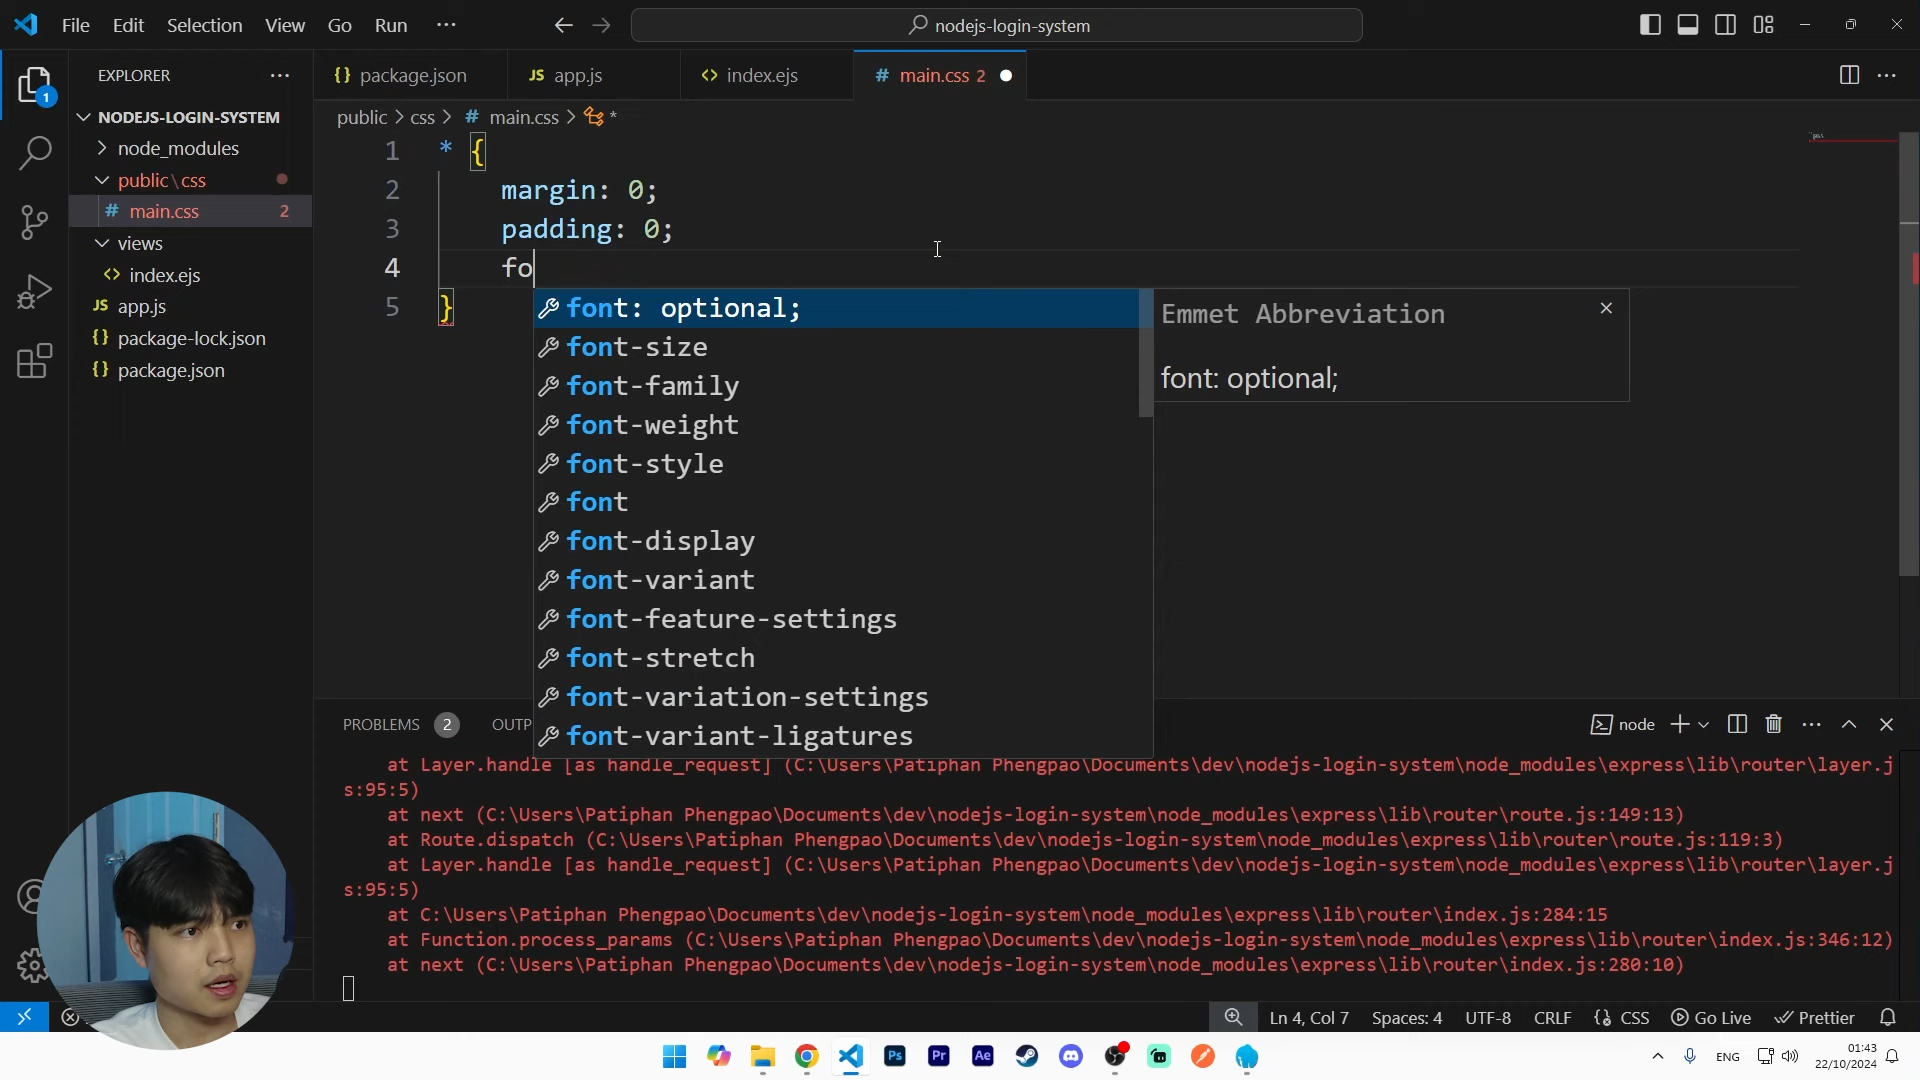 File Edit Selection View Go Run ···
nodejs-login-system
EXPLORER
NODEJS-LOGIN-SYSTEM
node_modules
public\css
# main.css 2
views
<> index.ejs
JS app.js
{} package-lock.json
{} package.json
1
{} package.json
JS app.js
<> index.ejs
# main.css 2
public > css > # main.css > *
1 * {
2 margin: 0;
3 padding: 0;
4 fo
5 }
font: optional;
font-size
font-family
font-weight
font-style
font
font-display
font-variant
font-feature-settings
font-stretch
font-variation-settings
font-variant-ligatures
Emmet Abbreviation
font: optional;
PROBLEMS 2 OUTP
node
at Layer.handle [as handle_request] (C:\Users\Patiphan Phengpao\Documents\dev\nodejs-login-system\node_modules\express\lib\router\layer.j
s:95:5)
at next (C:\Users\Patiphan Phengpao\Documents\dev\nodejs-login-system\node_modules\express\lib\router\route.js:149:13)
at Route.dispatch (C:\Users\Patiphan Phengpao\Documents\dev\nodejs-login-system\node_modules\express\lib\router\route.js:119:3)
at Layer.handle [as handle_request] (C:\Users\Patiphan Phengpao\Documents\dev\nodejs-login-system\node_modules\express\lib\router\layer.j
s:95:5)
at C:\Users\Patiphan Phengpao\Documents\dev\nodejs-login-system\node_modules\express\lib\router\index.js:284:15
at Function.process_params (C:\Users\Patiphan Phengpao\Documents\dev\nodejs-login-system\node_modules\express\lib\router\index.js:346:12)
at next (C:\Users\Patiphan Phengpao\Documents\dev\nodejs-login-system\node_modules\express\lib\router\index.js:280:10)
Ln 4, Col 7 Spaces: 4 UTF-8 CRLF {} CSS Go Live Prettier
Ps Pr Ae
ENG
01:43
22/10/2024